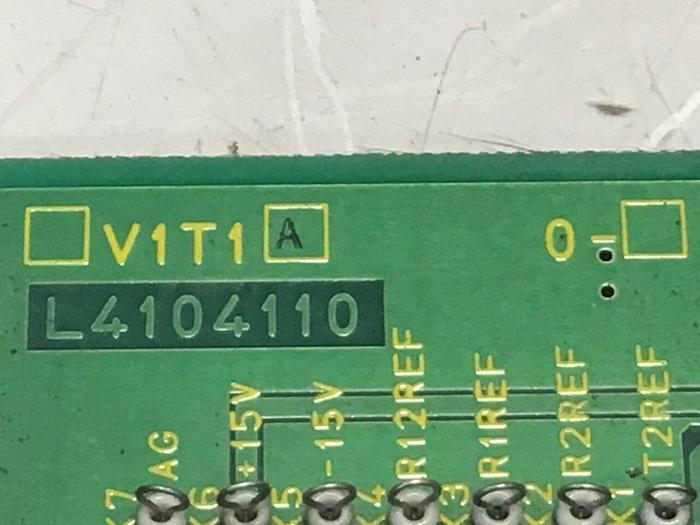 V1T1 A 0-
L4104110
AG
+15V
-15V
R12REF
R1REF
R2REF
T2REF